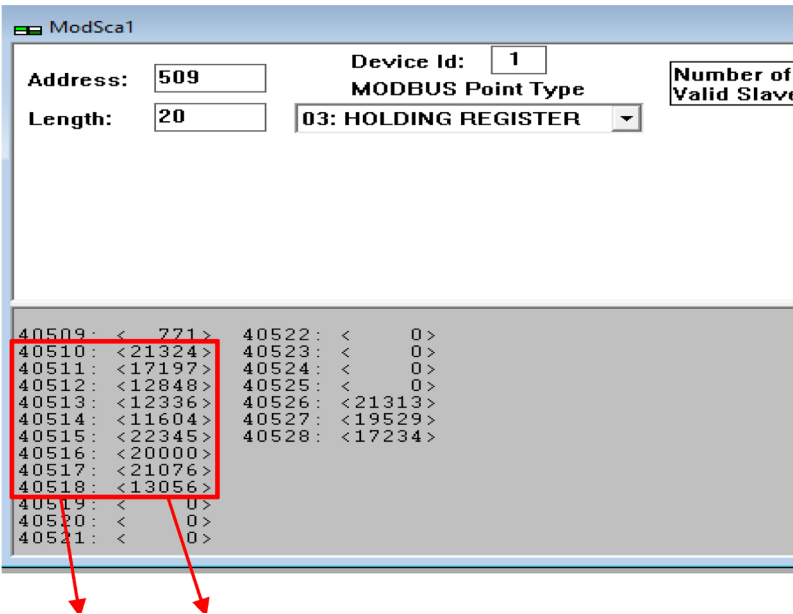 ModSca1
Device Id: 1
Address: 509
MODBUS Point Type
Number of
Valid Slave
Length: 20
03: HOLDING REGISTER
40509: < 771> 40522: < 0>
40510: <21324> 40523: < 0>
40511: <17197> 40524: < 0>
40512: <12848> 40525: < 0>
40513: <12336> 40526: <21313>
40514: <11604> 40527: <19529>
40515: <22345> 40528: <17234>
40516: <20000>
40517: <21076>
40518: <13056>
40519: < 0>
40520: < 0>
40521: < 0>